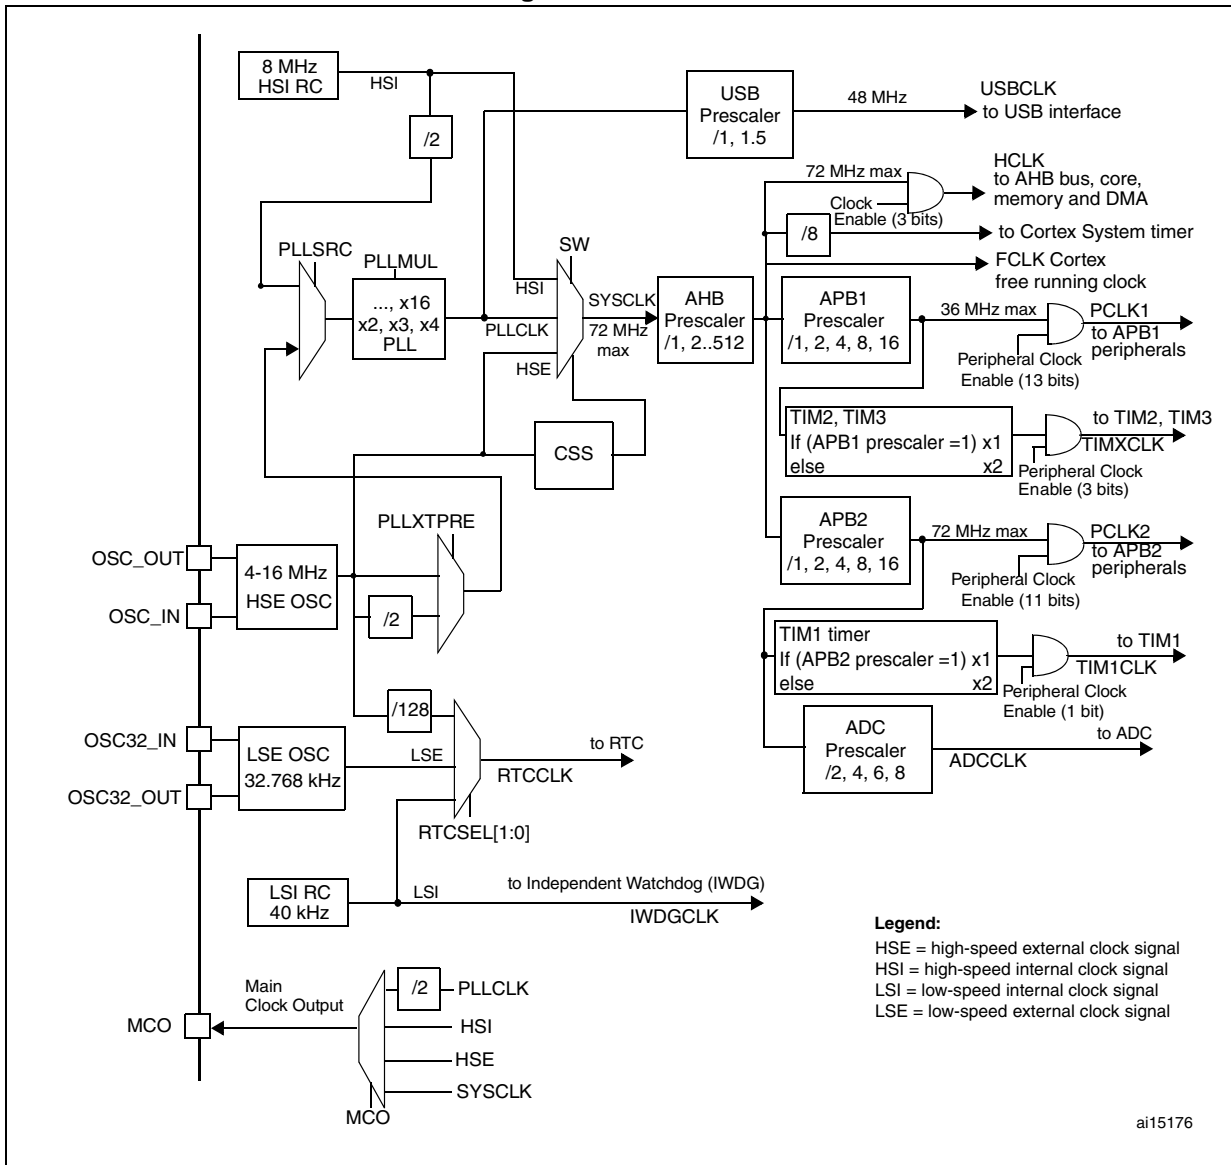 8 MHz
HSI RC
HSI
/2
USB
Prescaler
/1, 1.5
48 MHz
USBCLK
to USB interface
72 MHz max
Clock
Enable (3 bits)
HCLK
to AHB bus, core,
memory and DMA
/8
to Cortex System timer
FCLK Cortex
free running clock
PLLSRC
PLLMUL
..., x16
x2, x3, x4
PLL
SW
HSI
PLLCLK
HSE
SYSCLK
72 MHz
max
AHB
Prescaler
/1, 2..512
APB1
Prescaler
/1, 2, 4, 8, 16
36 MHz max
PCLK1
to APB1
peripherals
Peripheral Clock
Enable (13 bits)
TIM2, TIM3
If (APB1 prescaler =1) x1
else x2
to TIM2, TIM3
TIMXCLK
Peripheral Clock
Enable (3 bits)
CSS
PLLXTPRE
OSC_OUT
OSC_IN
4-16 MHz
HSE OSC
/2
APB2
Prescaler
/1, 2, 4, 8, 16
72 MHz max
PCLK2
to APB2
peripherals
Peripheral Clock
Enable (11 bits)
TIM1 timer
If (APB2 prescaler =1) x1
else x2
to TIM1
TIM1CLK
Peripheral Clock
Enable (1 bit)
/128
OSC32_IN
OSC32_OUT
LSE OSC
32.768 kHz
LSE
to RTC
RTCCLK
RTCSEL[1:0]
ADC
Prescaler
/2, 4, 6, 8
to ADC
ADCCLK
LSI RC
40 kHz
LSI
to Independent Watchdog (IWDG)
IWDGCLK
Legend:
HSE = high-speed external clock signal
HSI = high-speed internal clock signal
LSI = low-speed internal clock signal
LSE = low-speed external clock signal
Main
Clock Output
MCO
/2
PLLCLK
HSI
HSE
SYSCLK
MCO
ai15176